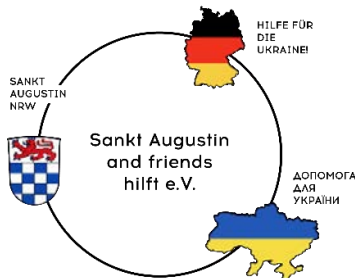 HILFE FÜR
DIE
UKRAINE!
SANKT
AUGUSTIN
NRW
Sankt Augustin
and friends
hilft e.V.
ДОПОМОГА
ДЛЯ
УКРАЇНИ